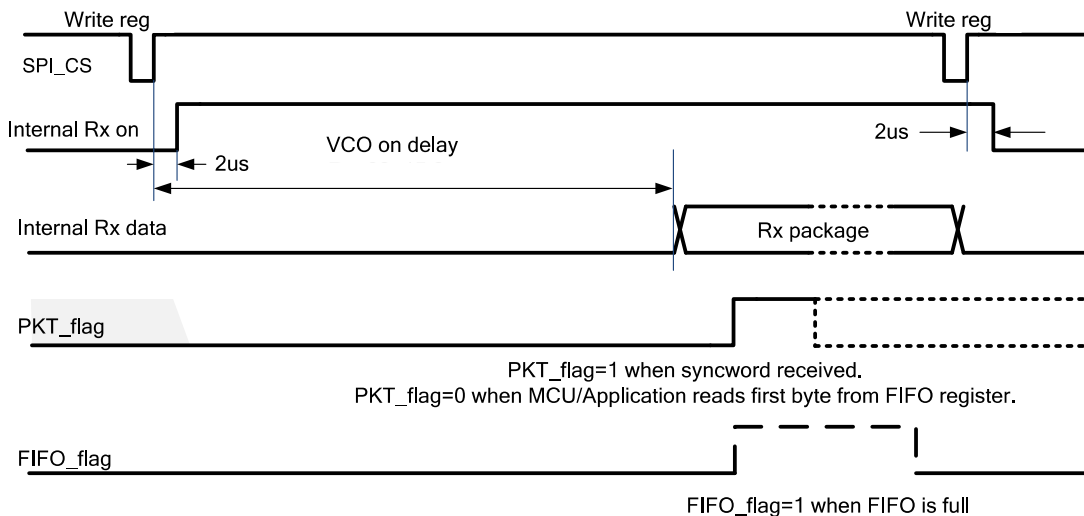 Write reg
Write reg
SPI_CS
Internal Rx on
VCO on delay
2us
2us
Internal Rx data
Rx package
PKT_flag
PKT_flag=1 when syncword received.
PKT_flag=0 when MCU/Application reads first byte from FIFO register.
FIFO_flag
FIFO_flag=1 when FIFO is full